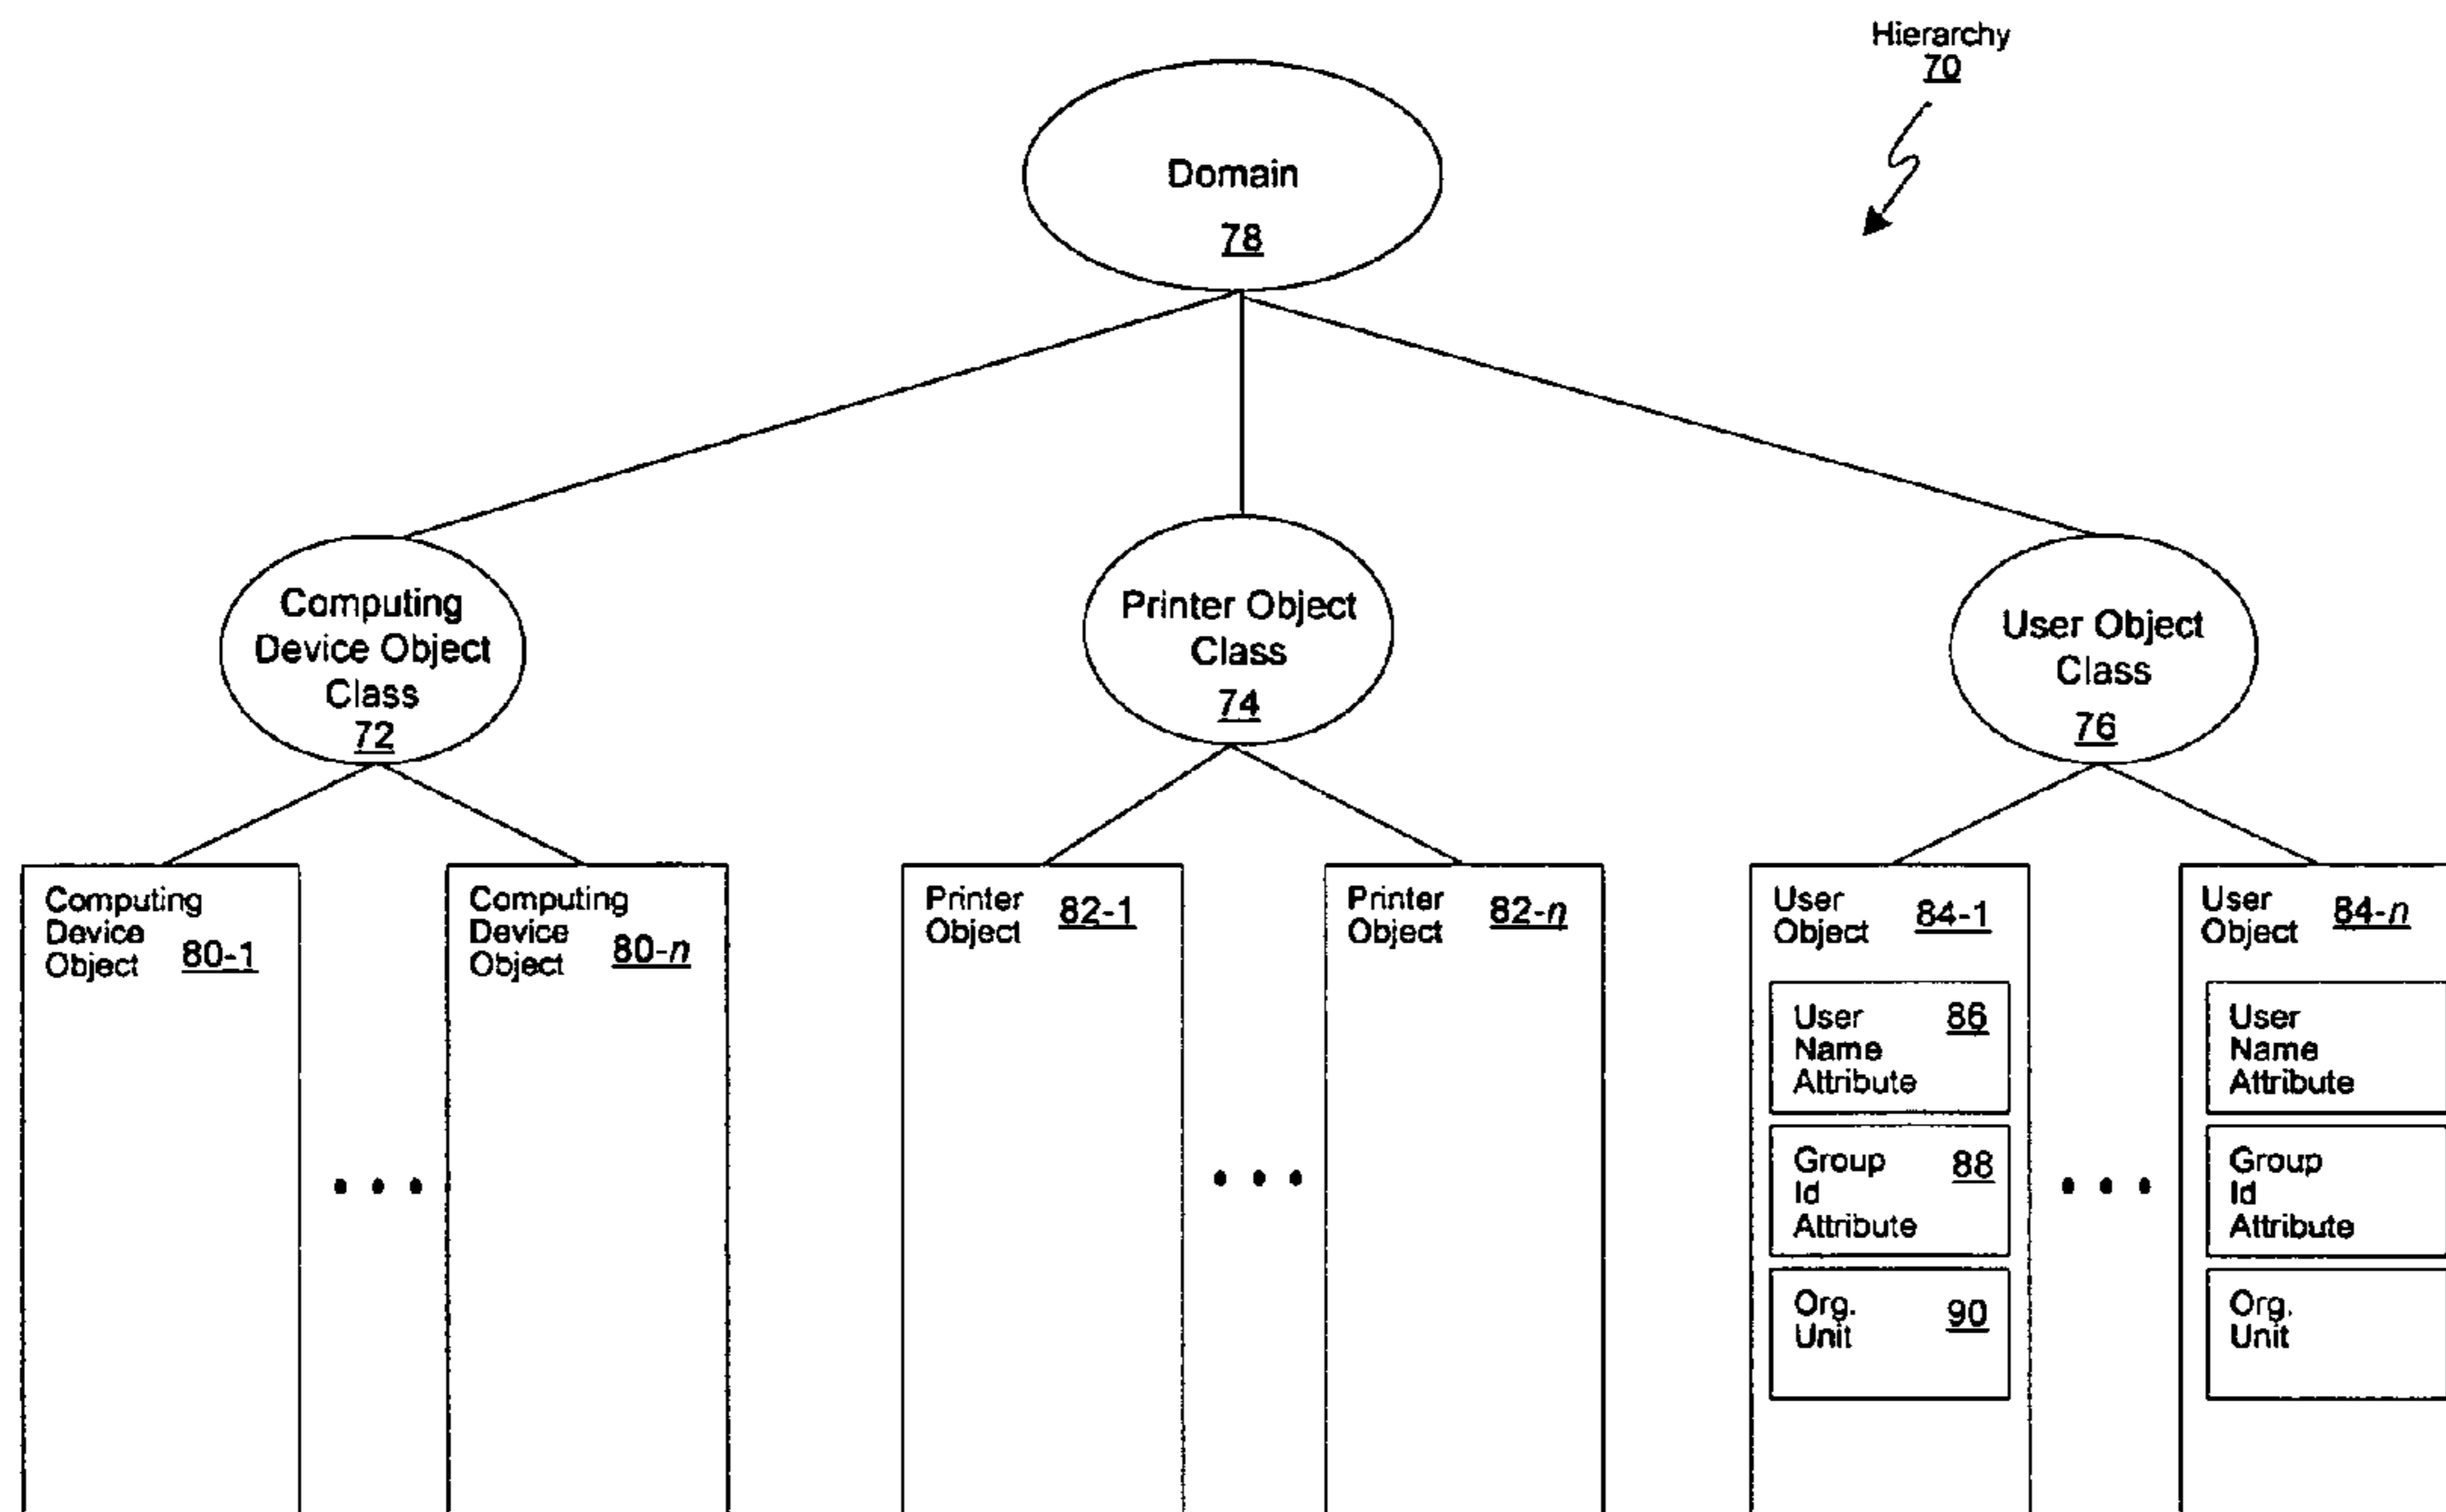 Hierarchy
70
Domain
78
Computing
Device Object
Class
72
Printer Object
Class
74
User Object
Class
76
Computing
Device
Object 80-1
Computing
Device
Object 80-n
Printer
Object 82-1
Printer
Object 82-n
User
Object 84-1
User
Name
Attribute 86
Group
Id
Attribute 88
Org.
Unit 90
User
Object 84-n
User
Name
Attribute
Group
Id
Attribute
Org.
Unit